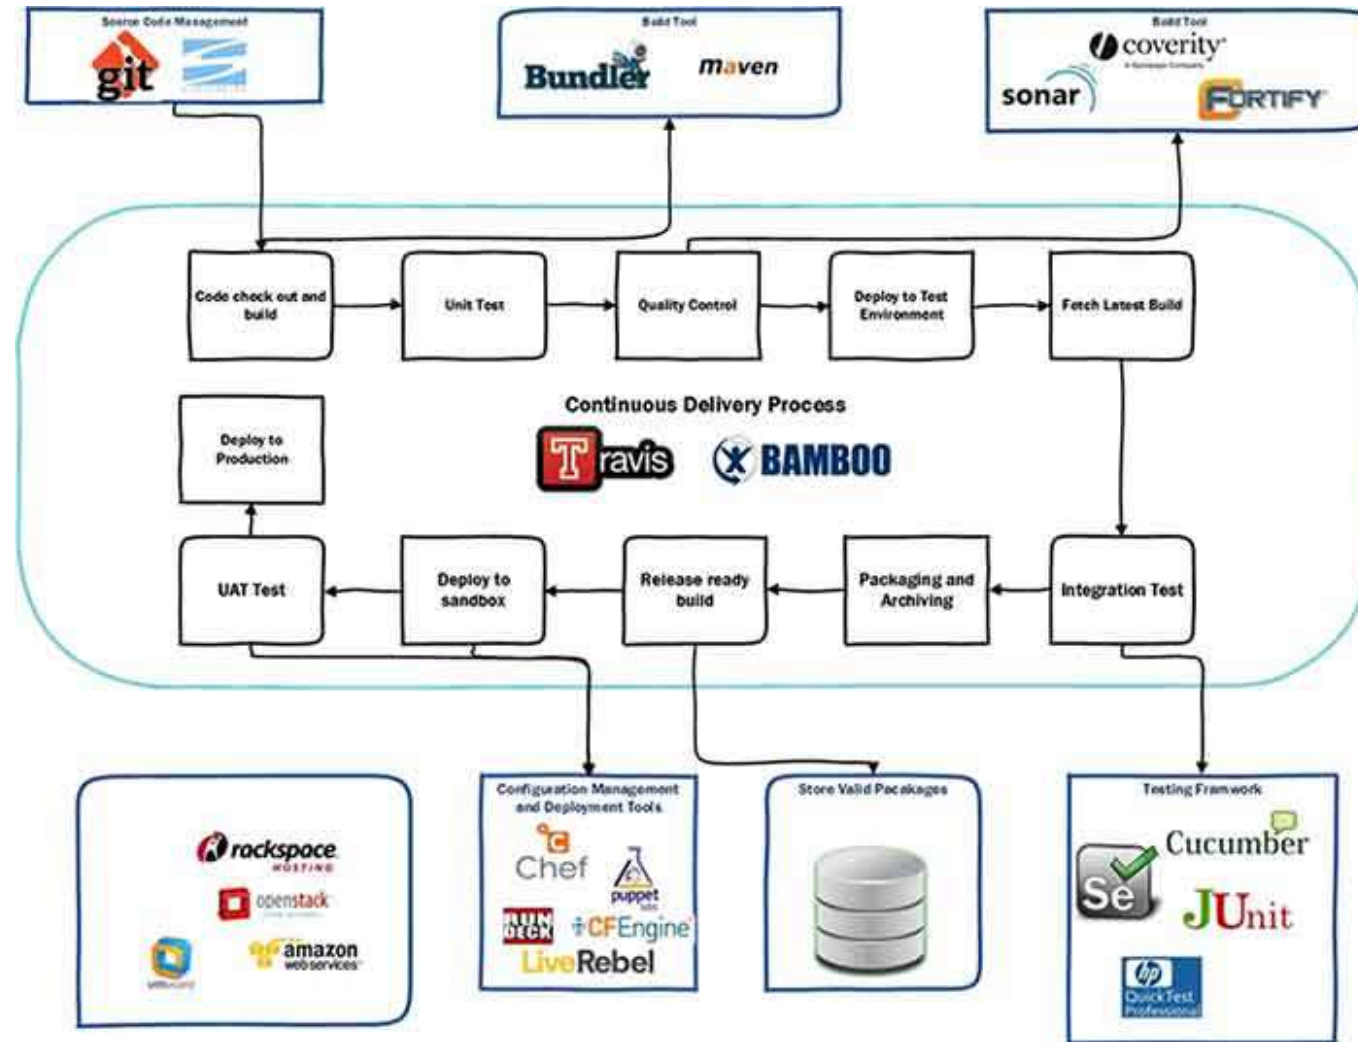 Source Code Management
git
Build Tool
Bundler
maven
Build Tool
coverity
sonar
FORTIFY
Code check out and
build
Unit Test
Quality Control
Deploy to Test
Environment
Fetch Latest Build
Continuous Delivery Process
Travis
BAMBOO
Deploy to
Production
UAT Test
Deploy to
sandbox
Release ready
build
Packaging and
Archiving
Integration Test
rackspace
HOSTING
openstack
amazon
webservices
Configuration Management
and Deployment Tools
Chef
puppet
labs
RUN
DECK
CFEngine
LiveRebel
Store Valid Pacakages
Testing Framwork
Cucumber
Se
JUnit
hp
QuickTest
Professional